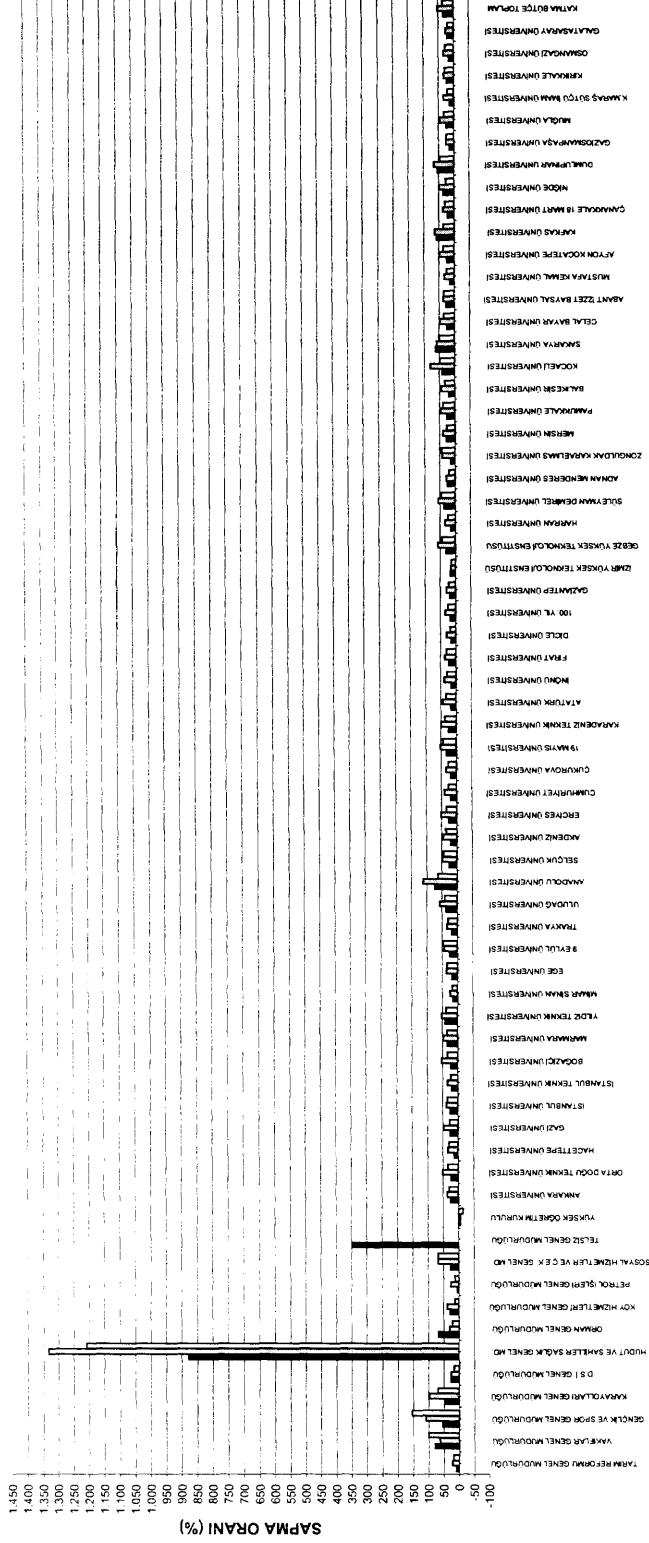 SAPMA ORANI (%)
1.450
1.400
1.350
1.300
1.250
1.200
1.150
1.100
1.050
1.000
950
900
850
800
750
700
650
600
550
500
450
400
350
300
250
200
150
100
50
0
-50
-100
TARIM REFORMU GENEL MÜDÜRLÜĞÜ
VAKIFLAR GENEL MÜDÜRLÜĞÜ
GENÇLİK VE SPOR GENEL MÜDÜRLÜĞÜ
KARAYOLLARI GENEL MÜDÜRLÜĞÜ
D S İ GENEL MÜDÜRLÜĞÜ
HUDUT VE SAHİLLER SAĞLIK GENEL MD
ORMAN GENEL MÜDÜRLÜĞÜ
KÖY HİZMETLERİ GENEL MÜDÜRLÜĞÜ
PETROL İŞLERİ GENEL MÜDÜRLÜĞÜ
SOSYAL HİZMETLER VE Ç.E.K. GENEL MD
TELSİZ GENEL MÜDÜRLÜĞÜ
YÜKSEK ÖĞRETİM KURULU
ANKARA ÜNİVERSİTESİ
ORTA DOĞU TEKNİK ÜNİVERSİTESİ
HACETTEPE ÜNİVERSİTESİ
GAZİ ÜNİVERSİTESİ
İSTANBUL ÜNİVERSİTESİ
İSTANBUL TEKNİK ÜNİVERSİTESİ
BOĞAZİÇİ ÜNİVERSİTESİ
MARMARA ÜNİVERSİTESİ
YILDIZ TEKNİK ÜNİVERSİTESİ
MİMAR SİNAN ÜNİVERSİTESİ
EGE ÜNİVERSİTESİ
9 EYLÜL ÜNİVERSİTESİ
TRAKYA ÜNİVERSİTESİ
ULUDAĞ ÜNİVERSİTESİ
ANADOLU ÜNİVERSİTESİ
SELÇUK ÜNİVERSİTESİ
AKDENİZ ÜNİVERSİTESİ
ERCİYES ÜNİVERSİTESİ
CUMHURİYET ÜNİVERSİTESİ
ÇUKUROVA ÜNİVERSİTESİ
19 MAYIS ÜNİVERSİTESİ
KARADENİZ TEKNİK ÜNİVERSİTESİ
ATATÜRK ÜNİVERSİTESİ
İNÖNÜ ÜNİVERSİTESİ
FIRAT ÜNİVERSİTESİ
DİCLE ÜNİVERSİTESİ
100. YIL ÜNİVERSİTESİ
GAZİANTEP ÜNİVERSİTESİ
İZMİR YÜKSEK TEKNOLOJİ ENSTİTÜSÜ
GEBZE YÜKSEK TEKNOLOJİ ENSTİTÜSÜ
HARRAN ÜNİVERSİTESİ
SÜLEYMAN DEMİREL ÜNİVERSİTESİ
ADNAN MENDERES ÜNİVERSİTESİ
ZONGULDAK KARAELMAS ÜNİVERSİTESİ
MERSİN ÜNİVERSİTESİ
PAMUKKALE ÜNİVERSİTESİ
BALIKESİR ÜNİVERSİTESİ
KOCAELİ ÜNİVERSİTESİ
SAKARYA ÜNİVERSİTESİ
CELAL BAYAR ÜNİVERSİTESİ
ABANT İZZET BAYSAL ÜNİVERSİTESİ
MUSTAFA KEMAL ÜNİVERSİTESİ
AFYON KOCATEPE ÜNİVERSİTESİ
KAFKAS ÜNİVERSİTESİ
ÇANAKKALE 18 MART ÜNİVERSİTESİ
NİĞDE ÜNİVERSİTESİ
DUMLUPINAR ÜNİVERSİTESİ
GAZİOSMANPAŞA ÜNİVERSİTESİ
MUĞLA ÜNİVERSİTESİ
K.MARAŞ SÜTÇÜ İMAM ÜNİVERSİTESİ
KIRIKKALE ÜNİVERSİTESİ
OSMANGAZİ ÜNİVERSİTESİ
GALATASARAY ÜNİVERSİTESİ
KATMA BÜTÇE TOPLAM